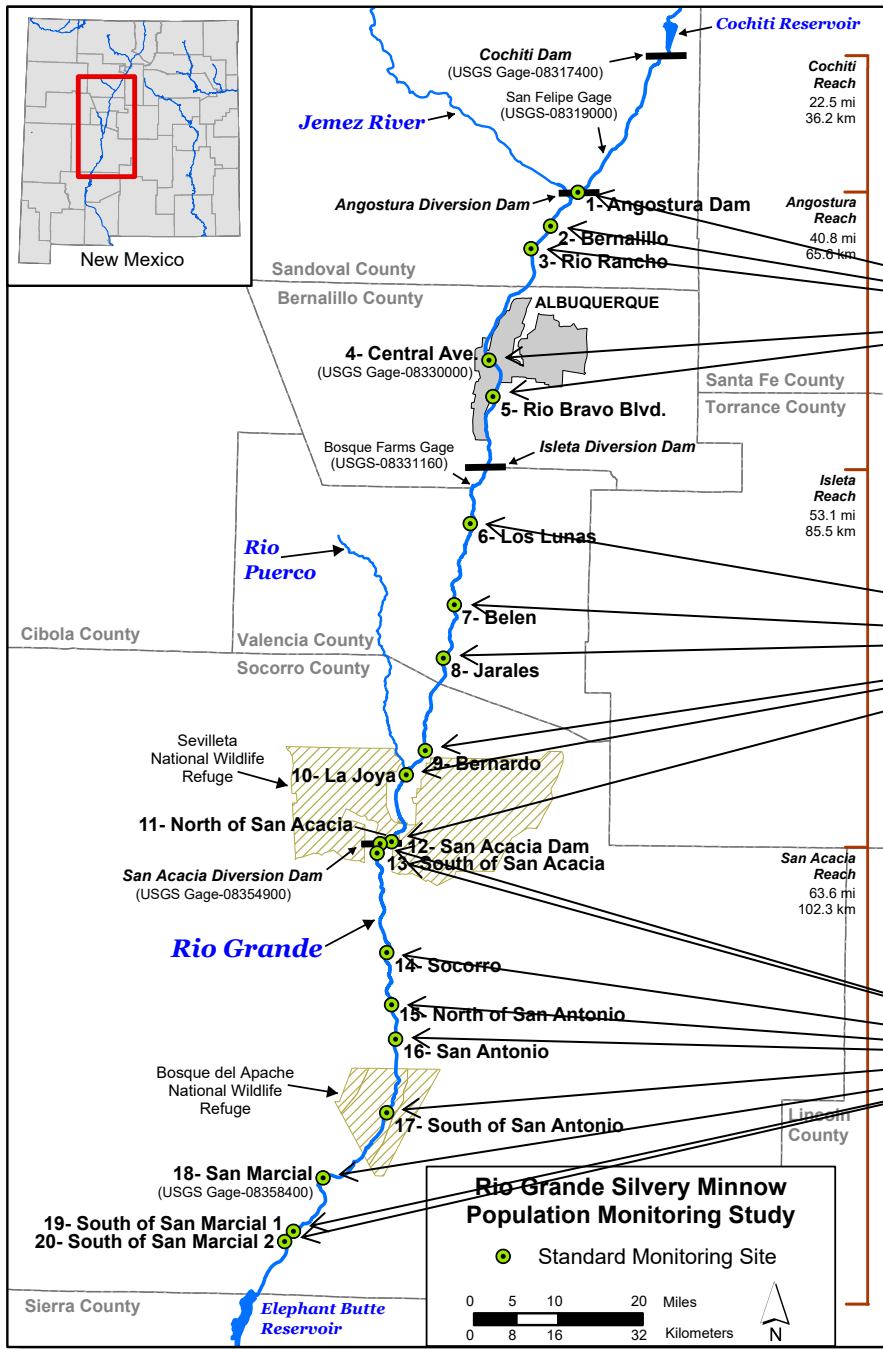 Cochiti Reservoir
Cochiti Dam
(USGS Gage-08317400)
Cochiti
Reach
22.5 mi
36.2 km
San Felipe Gage
(USGS-08319000)
Jemez River
New Mexico
Angostura Diversion Dam
1- Angostura Dam
Angostura
Reach
40.8 mi
65.6 km
2- Bernalillo
3- Rio Rancho
Sandoval County
Bernalillo County
ALBUQUERQUE
4- Central Ave.
(USGS Gage-08330000)
Santa Fe County
Torrance County
5- Rio Bravo Blvd.
Bosque Farms Gage
(USGS-08331160)
Isleta Diversion Dam
Isleta
Reach
53.1 mi
85.5 km
6- Los Lunas
Rio
Puerco
7- Belen
Cibola County
Valencia County
Socorro County
8- Jarales
Sevilleta
National Wildlife
Refuge
9- Bernardo
10- La Joya
11- North of San Acacia
12- San Acacia Dam
13- South of San Acacia
San Acacia Diversion Dam
(USGS Gage-08354900)
San Acacia
Reach
63.6 mi
102.3 km
Rio Grande
14- Socorro
15- North of San Antonio
16- San Antonio
Bosque del Apache
National Wildlife
Refuge
17- South of San Antonio
Lincoln
County
18- San Marcial
(USGS Gage-08358400)
19- South of San Marcial 1
20- South of San Marcial 2
Rio Grande Silvery Minnow
Population Monitoring Study
Standard Monitoring Site
0 5 10 20 Miles
0 8 16 32 Kilometers
N
Sierra County
Elephant Butte
Reservoir